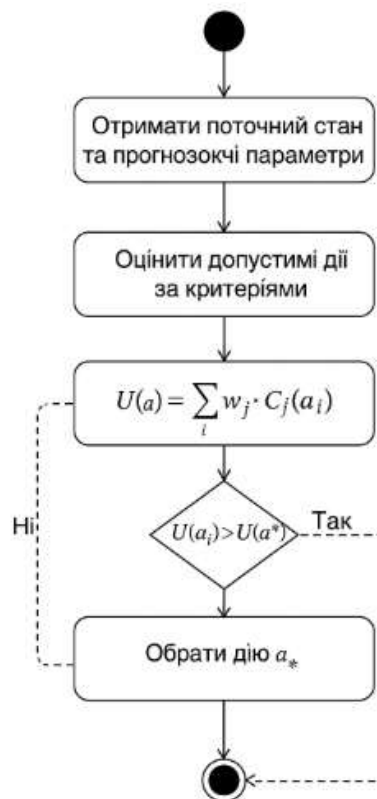 Отримати поточний стан
та прогнозокчі параметри
Оцінити допустимі дії
за критеріями
U(a) = ∑_i w_j · C_j(a_i)
U(a_i) > U(a*)
Так
Ні
Обрати дію a_*